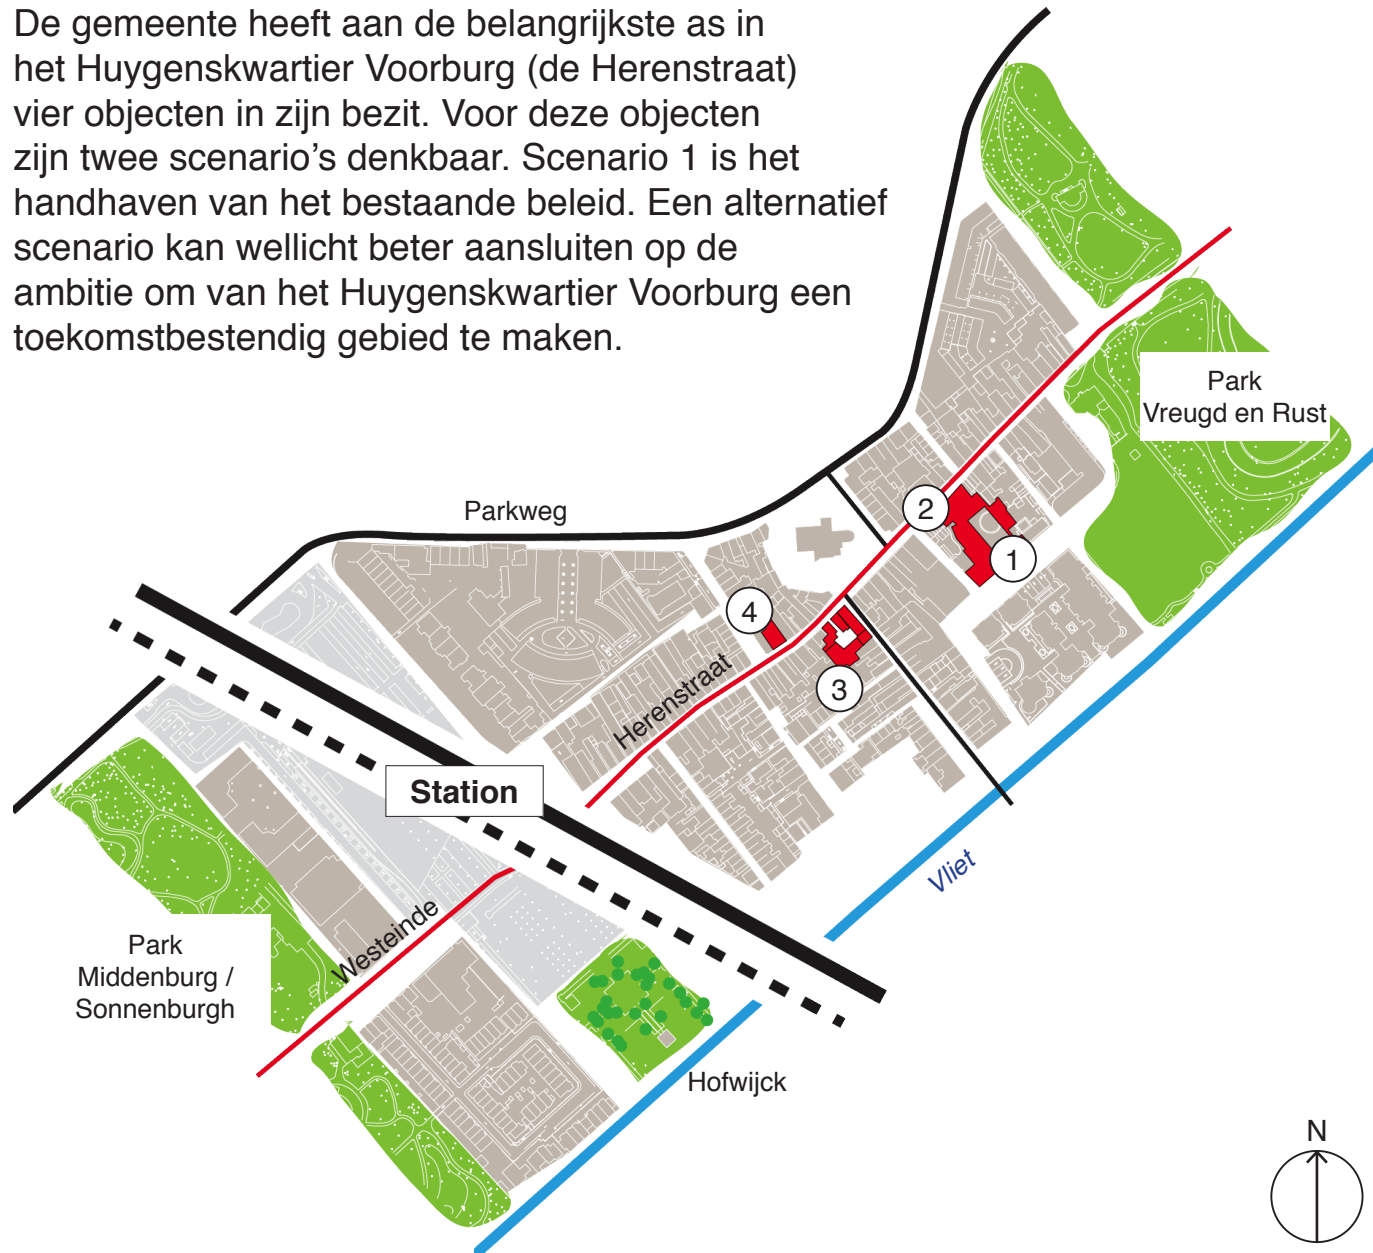 De gemeente heeft aan de belangrijkste as in
het Huygenskwartier Voorburg (de Herenstraat)
vier objecten in zijn bezit. Voor deze objecten
zijn twee scenario’s denkbaar. Scenario 1 is het
handhaven van het bestaande beleid. Een alternatief
scenario kan wellicht beter aansluiten op de
ambitie om van het Huygenskwartier Voorburg een
toekomstbestendig gebied te maken.
Park
Vreugd en Rust
Parkweg
2
1
4
3
Herenstraat
Station
Vliet
Westeinde
Park
Middenburg /
Sonnenburgh
Hofwijck
N